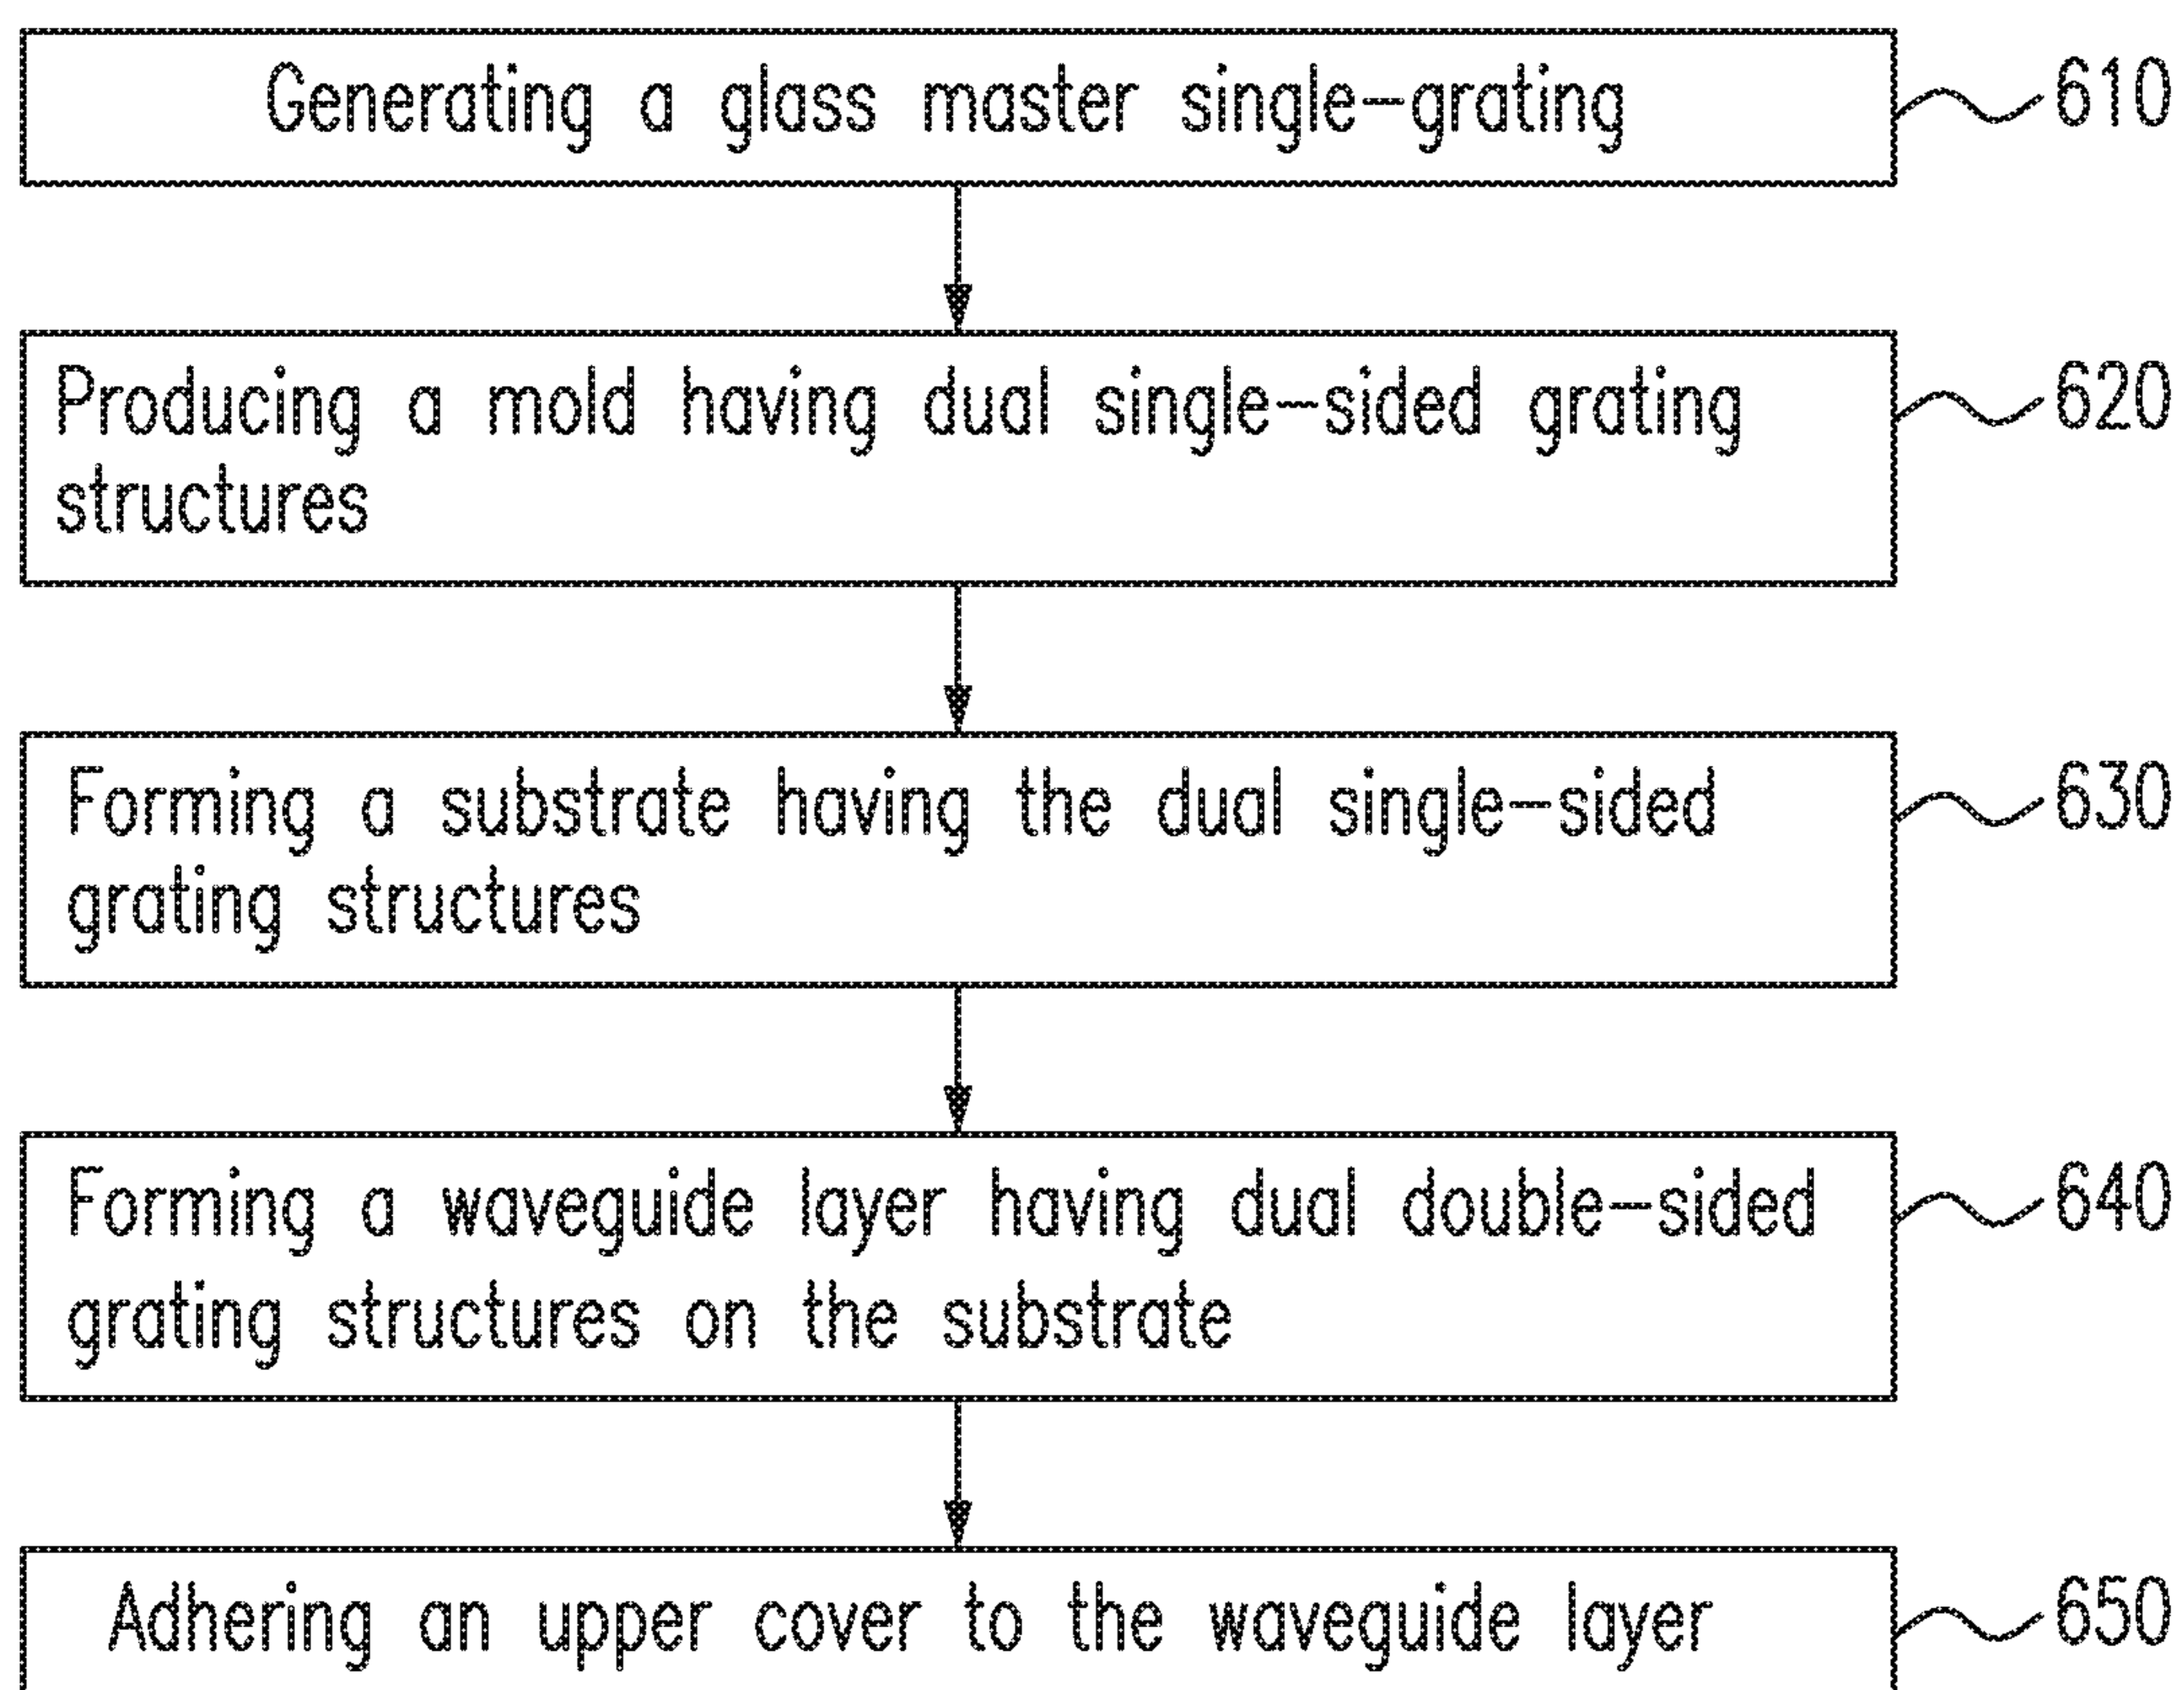 Generating a glass master single-grating
610
Producing a mold having dual single-sided grating
structures
620
Forming a substrate having the dual single-sided
grating structures
630
Forming a waveguide layer having dual double-sided
grating structures on the substrate
640
Adhering an upper cover to the waveguide layer
650